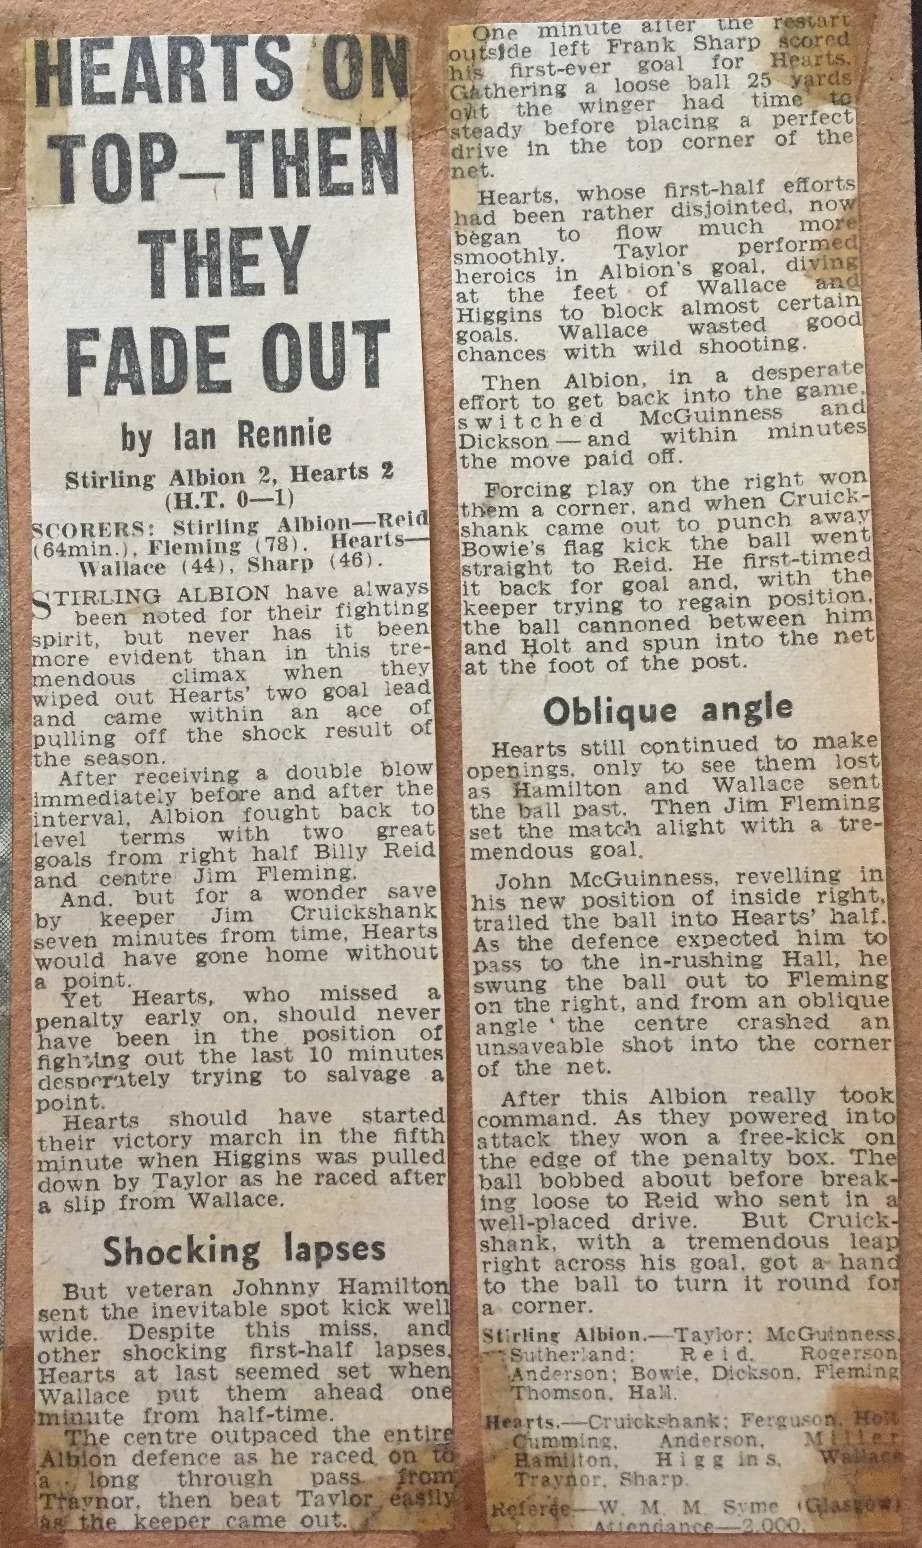 HEARTS ON
TOP—THEN
THEY
FADE OUT
by Ian Rennie
Stirling Albion 2, Hearts 2
(H.T. 0—1)
SCORERS: Stirling Albion—Reid
(64min.), Fleming (78). Hearts—
Wallace (44), Sharp (46).
STIRLING ALBION have always
been noted for their fighting
spirit, but never has it been
more evident than in this tre-
mendous climax when they
wiped out Hearts' two goal lead
and came within an ace of
pulling off the shock result of
the season.
After receiving a double blow
immediately before and after the
interval, Albion fought back to
level terms with two great
goals from right half Billy Reid
and centre Jim Fleming.
And, but for a wonder save
by keeper Jim Cruickshank
seven minutes from time, Hearts
would have gone home without
a point.
Yet Hearts, who missed a
penalty early on, should never
have been in the position of
fighting out the last 10 minutes
desperately trying to salvage a
point.
Hearts should have started
their victory march in the fifth
minute when Higgins was pulled
down by Taylor as he raced after
a slip from Wallace.
Shocking lapses
But veteran Johnny Hamilton
sent the inevitable spot kick well
wide. Despite this miss, and
other shocking first-half lapses,
Hearts at last seemed set when
Wallace put them ahead one
minute from half-time.
The centre outpaced the entire
Albion defence as he raced on to
a long through pass from
Traynor, then beat Taylor easily
as the keeper came out.
One minute after the restart
outside left Frank Sharp scored
his first-ever goal for Hearts.
Gathering a loose ball 25 yards
out the winger had time to
steady before placing a perfect
drive in the top corner of the
net.
Hearts, whose first-half efforts
had been rather disjointed, now
began to flow much more
smoothly. Taylor performed
heroics in Albion's goal, diving
at the feet of Wallace and
Higgins to block almost certain
goals. Wallace wasted good
chances with wild shooting.
Then Albion, in a desperate
effort to get back into the game,
switched McGuinness and
Dickson—and within minutes
the move paid off.
Forcing play on the right won
them a corner, and when Cruick-
shank came out to punch away
Bowie's flag kick the ball went
straight to Reid. He first-timed
it back for goal and, with the
keeper trying to regain position,
the ball cannoned between him
and Holt and spun into the net
at the foot of the post.
Oblique angle
Hearts still continued to make
openings, only to see them lost
as Hamilton and Wallace sent
the ball past. Then Jim Fleming
set the match alight with a tre-
mendous goal.
John McGuinness, revelling in
his new position of inside right,
trailed the ball into Hearts' half.
As the defence expected him to
pass to the in-rushing Hall, he
swung the ball out to Fleming
on the right, and from an oblique
angle the centre crashed an
unsaveable shot into the corner
of the net.
After this Albion really took
command. As they powered into
attack they won a free-kick on
the edge of the penalty box. The
ball bobbed about before break-
ing loose to Reid who sent in a
well-placed drive. But Cruick-
shank, with a tremendous leap
right across his goal, got a hand
to the ball to turn it round for
a corner.
Stirling Albion.—Taylor; McGuinness,
Sutherland; Reid, Rogerson
Anderson; Bowie, Dickson, Fleming
Thomson, Hall.
Hearts.—Cruickshank; Ferguson, Holt
Cumming, Anderson, Miller
Hamilton, Higgins, Wallace
Traynor, Sharp.
Referee—W. M. M. Syme (Glasgow)
Attendance—2,000.